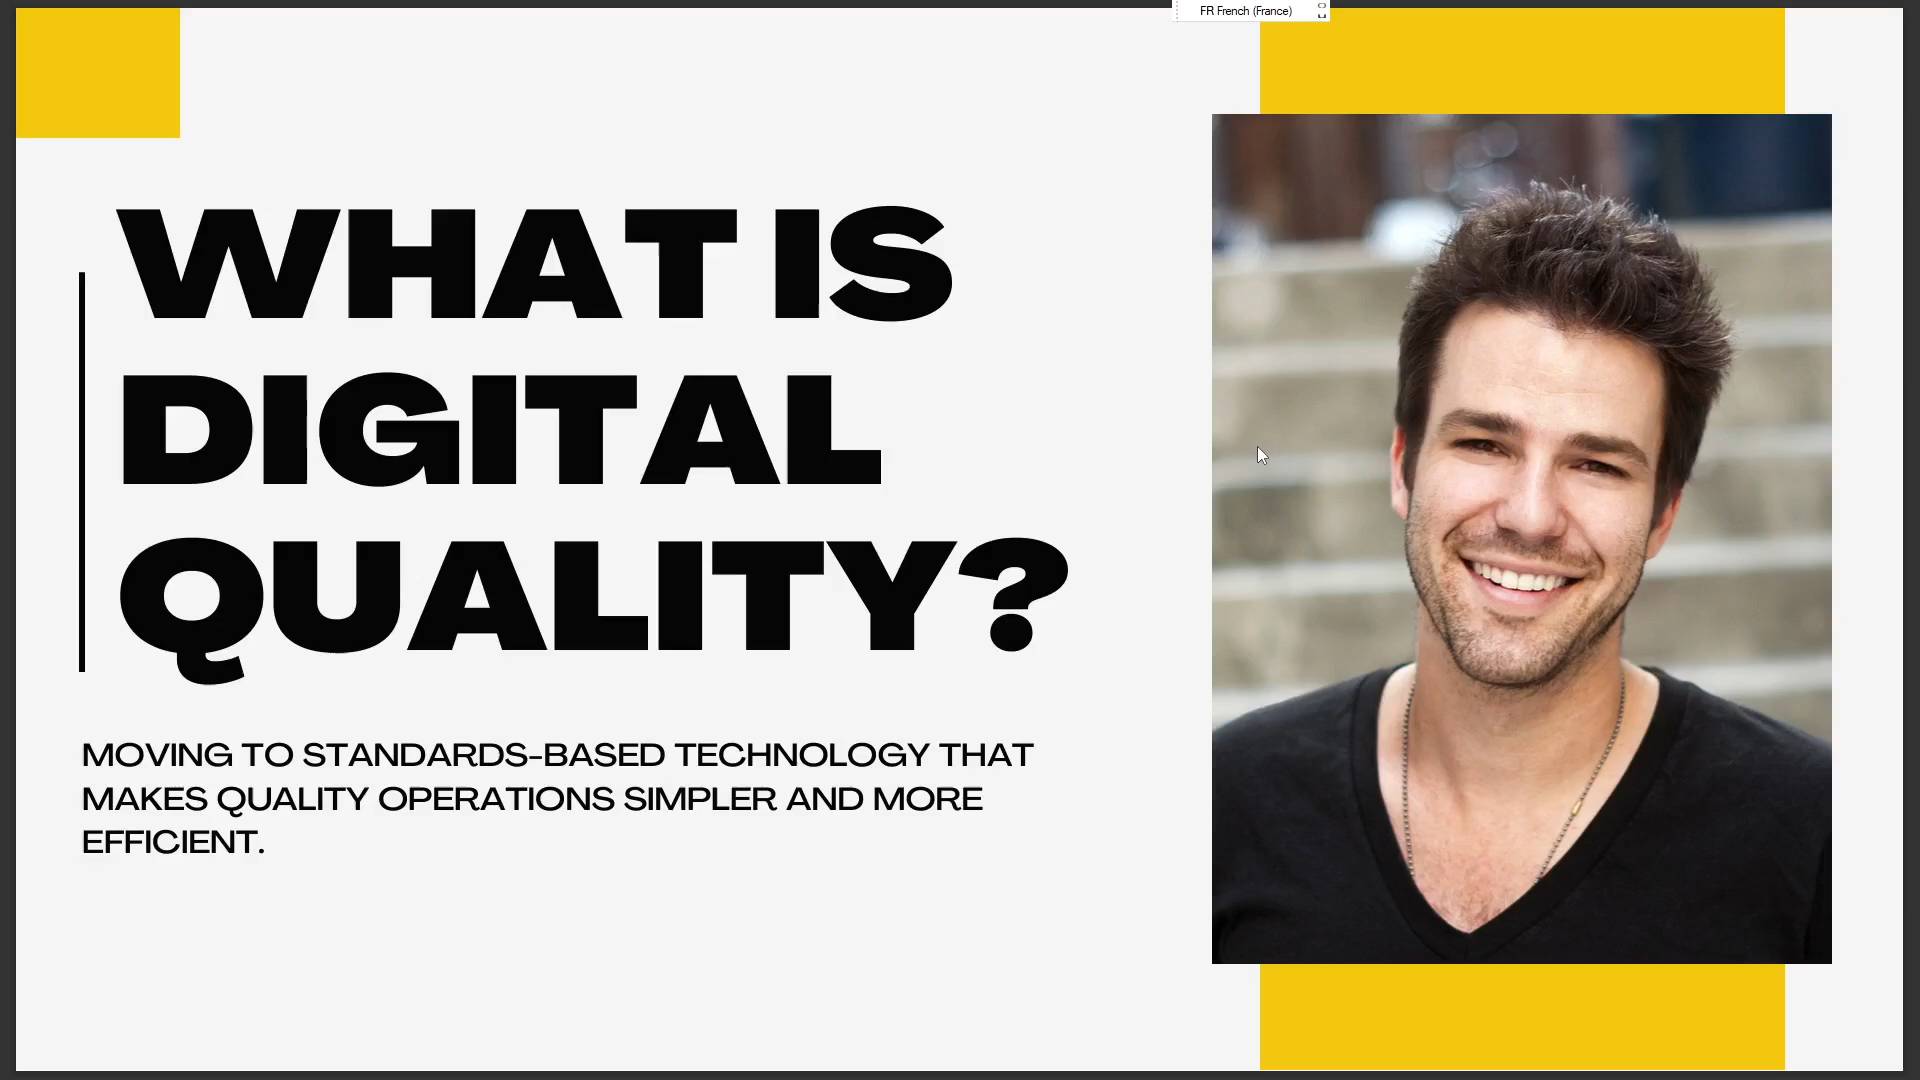 FR French (France)
WHAT IS
DIGITAL
QUALITY?
MOVING TO STANDARDS-BASED TECHNOLOGY THAT
MAKES QUALITY OPERATIONS SIMPLER AND MORE
EFFICIENT.